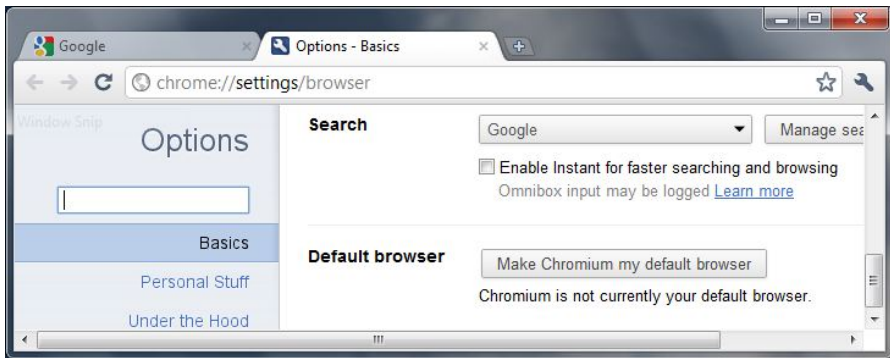 Google
Options - Basics
chrome://settings/browser
Window Snip
Options
Search
Google
Manage sea
Enable Instant for faster searching and browsing
Omnibox input may be logged Learn more
Basics
Personal Stuff
Under the Hood
Default browser
Make Chromium my default browser
Chromium is not currently your default browser.